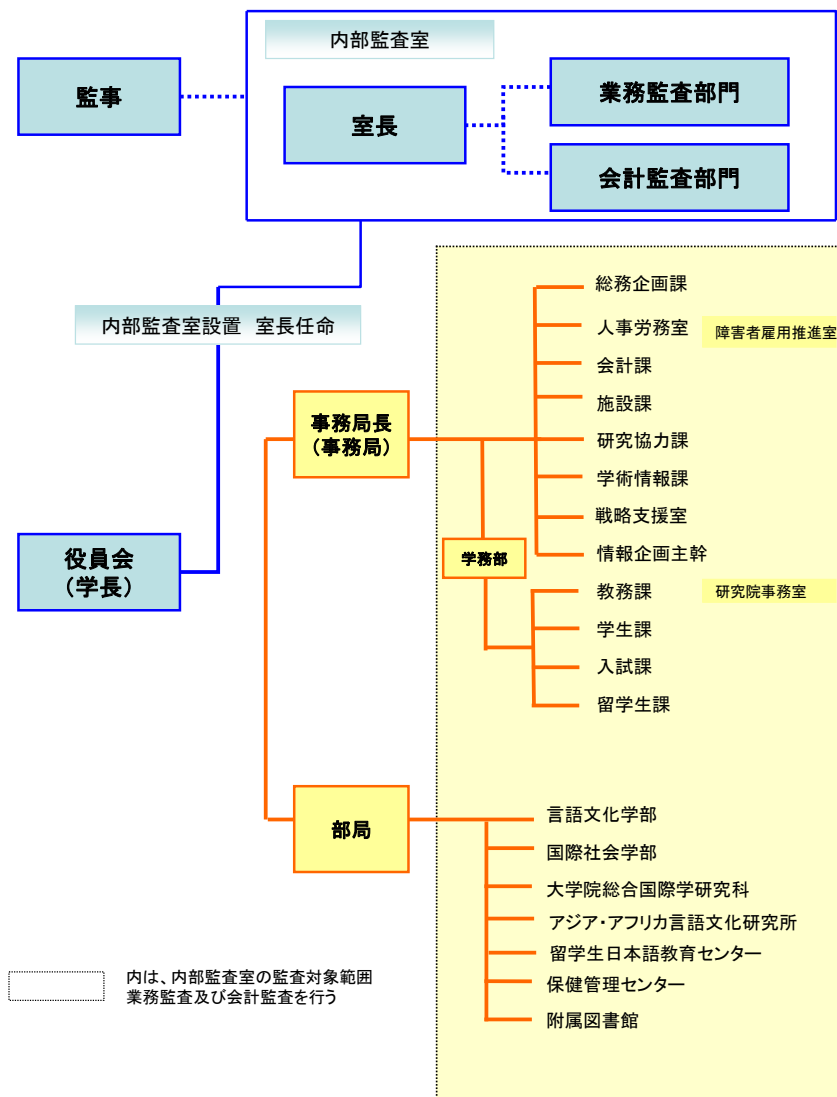 内部監査室
監事
室長
業務監査部門
会計監査部門
内部監査室設置 室長任命
総務企画課
人事労務室
障害者雇用推進室
会計課
施設課
事務局長
(事務局)
研究協力課
学術情報課
戦略支援室
役員会
(学長)
学務部
情報企画主幹
教務課
研究院事務室
学生課
入試課
留学生課
部局
言語文化学部
国際社会学部
大学院総合国際学研究科
アジア・アフリカ言語文化研究所
留学生日本語教育センター
保健管理センター
附属図書館
内は、内部監査室の監査対象範囲
業務監査及び会計監査を行う